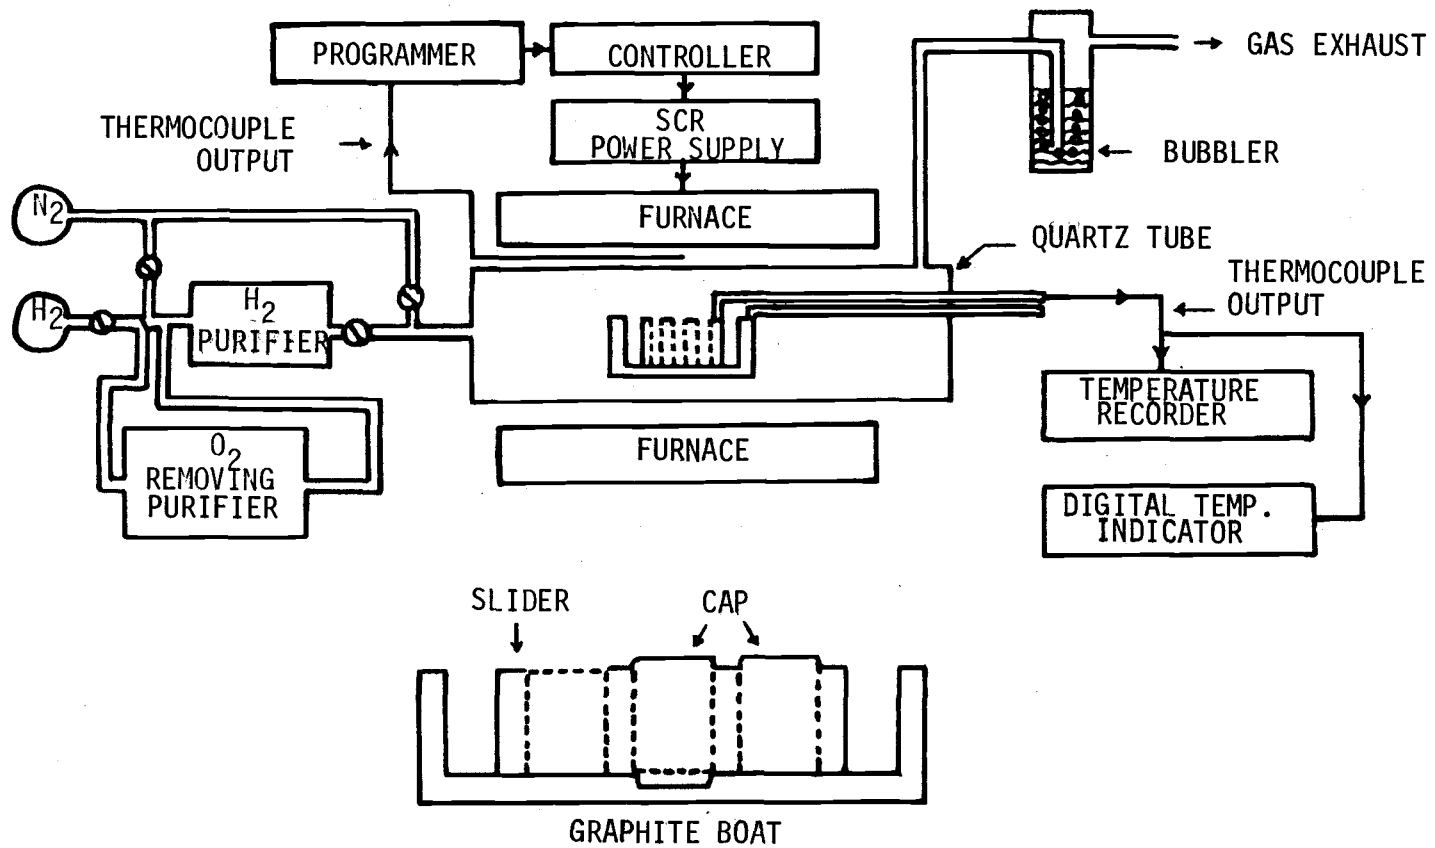 PROGRAMMER
CONTROLLER
GAS EXHAUST
THERMOCOUPLE
OUTPUT
SCR
POWER SUPPLY
BUBBLER
N2
FURNACE
QUARTZ TUBE
H2
H2
PURIFIER
THERMOCOUPLE
OUTPUT
TEMPERATURE
RECORDER
O2
REMOVING
PURIFIER
FURNACE
DIGITAL TEMP.
INDICATOR
SLIDER
CAP
GRAPHITE BOAT